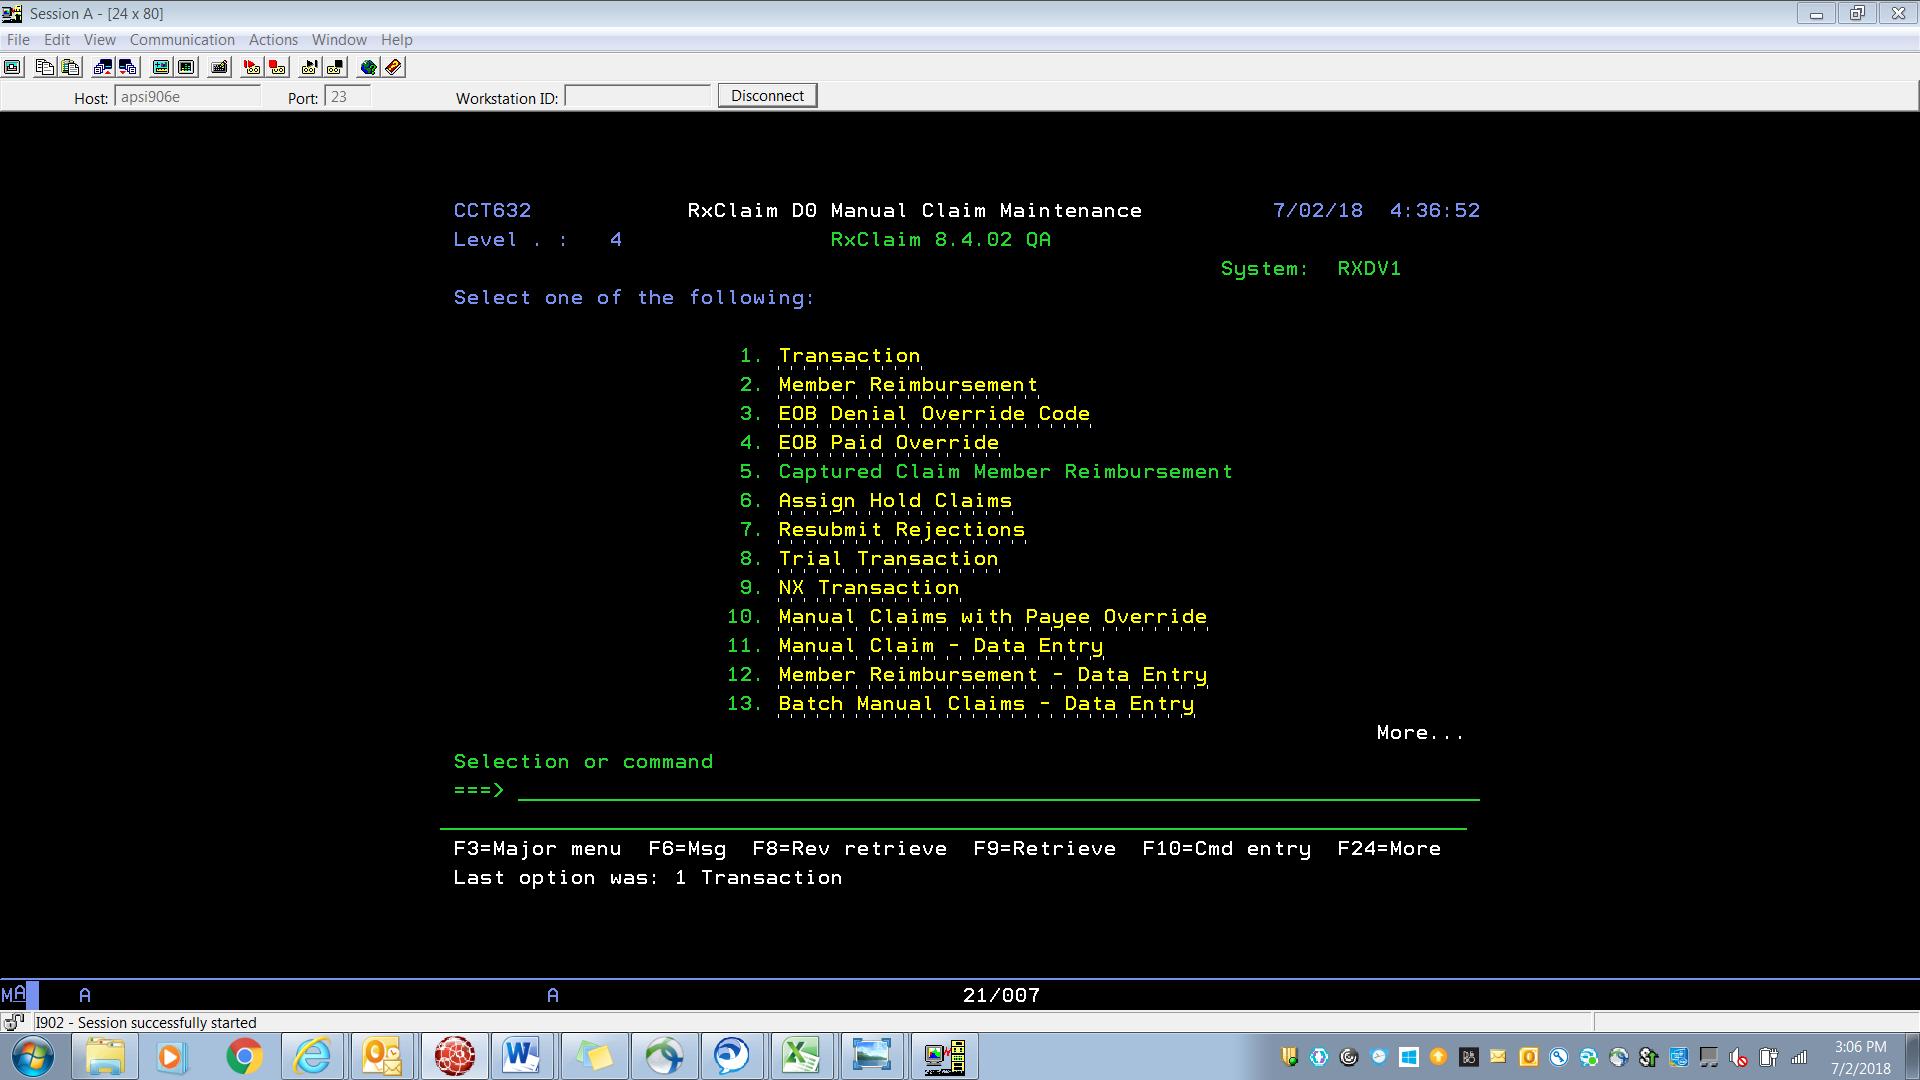 Session A - [24 x 80]
File Edit View Communication Actions Window Help
Host: apsi906e Port: 23 Workstation ID: Disconnect
CCT632 RxClaim D0 Manual Claim Maintenance 7/02/18 4:36:52
Level . : 4 RxClaim 8.4.02 QA
System: RXDV1
Select one of the following:
1. Transaction
2. Member Reimbursement
3. EOB Denial Override Code
4. EOB Paid Override
5. Captured Claim Member Reimbursement
6. Assign Hold Claims
7. Resubmit Rejections
8. Trial Transaction
9. NX Transaction
10. Manual Claims with Payee Override
11. Manual Claim - Data Entry
12. Member Reimbursement - Data Entry
13. Batch Manual Claims - Data Entry
More...
Selection or command
===>
F3=Major menu F6=Msg F8=Rev retrieve F9=Retrieve F10=Cmd entry F24=More
Last option was: 1 Transaction
MA A A 21/007
I902 - Session successfully started
3:06 PM
7/2/2018